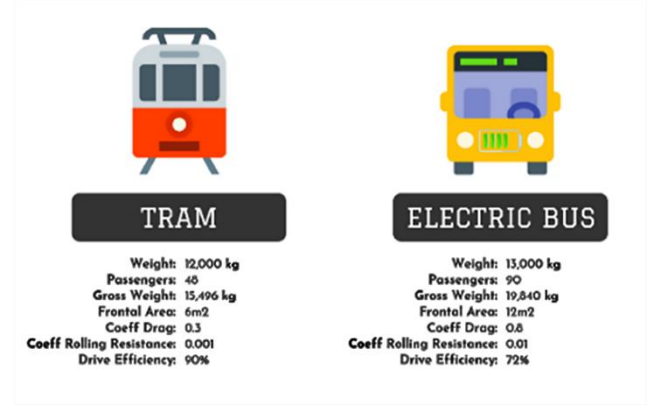 TRAM
Weight: 12,000 kg
Passengers: 48
Gross Weight: 15,496 kg
Frontal Area: 6m2
Coeff Drag: 0.3
Coeff Rolling Resistance: 0.001
Drive Efficiency: 90%
ELECTRIC BUS
Weight: 13,000 kg
Passengers: 90
Gross Weight: 19,840 kg
Frontal Area: 12m2
Coeff Drag: 0.8
Coeff Rolling Resistance: 0.01
Drive Efficiency: 72%